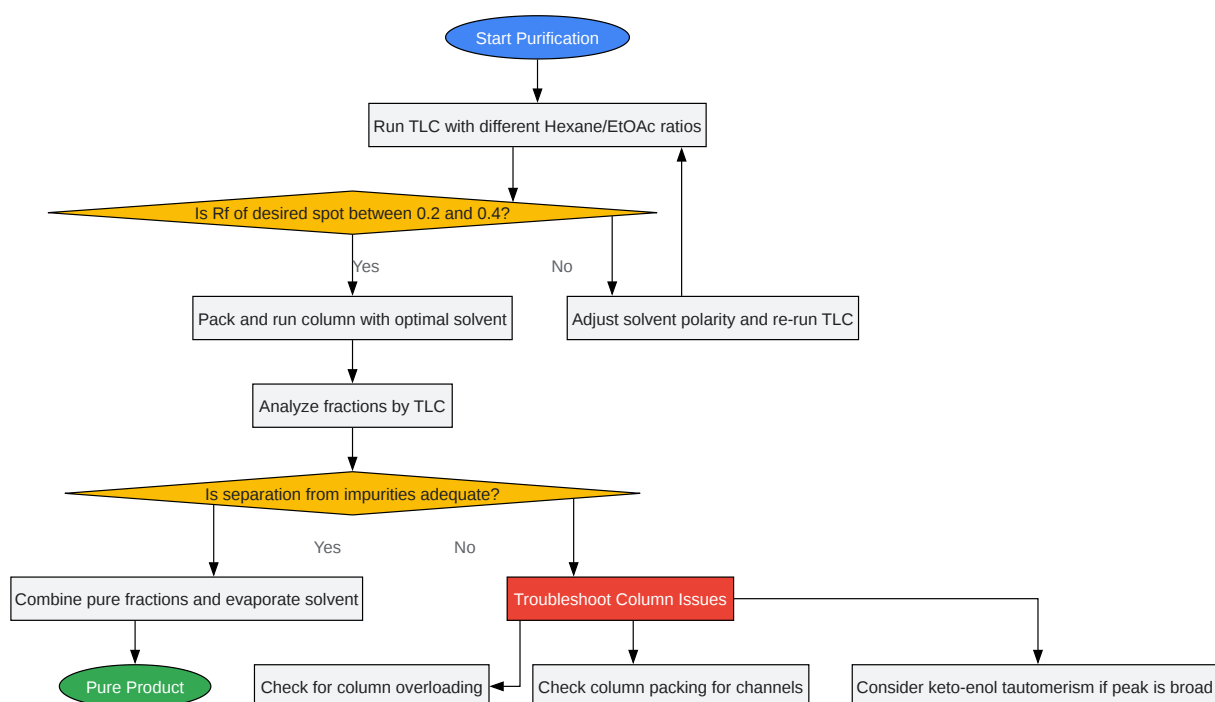 Start Purification
Run TLC with different Hexane/EtOAc ratios
Is Rf of desired spot between 0.2 and 0.4?
Yes
No
Pack and run column with optimal solvent
Adjust solvent polarity and re-run TLC
Analyze fractions by TLC
Is separation from impurities adequate?
Yes
No
Combine pure fractions and evaporate solvent
Troubleshoot Column Issues
Pure Product
Check for column overloading
Check column packing for channels
Consider keto-enol tautomerism if peak is broad